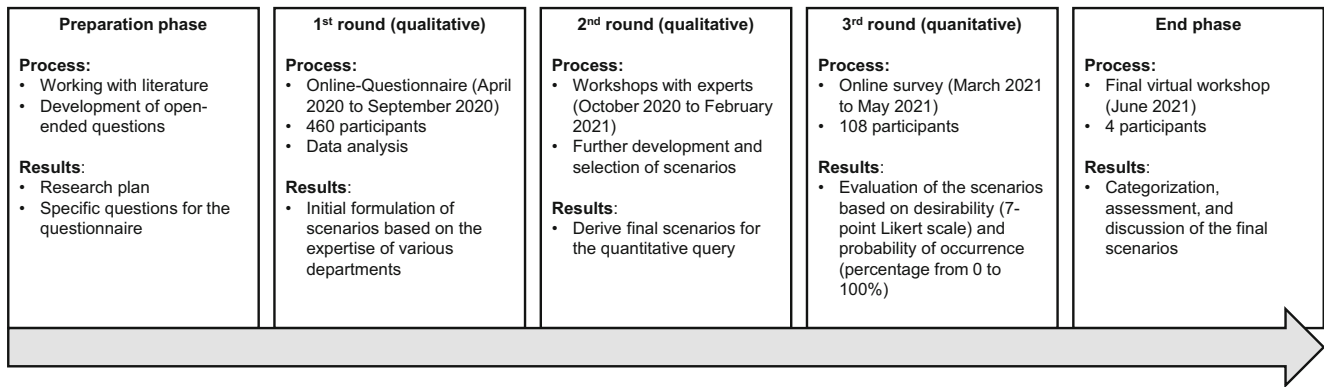 Preparation phase
Process:
• Working with literature
• Development of open-
ended questions
Results:
• Research plan
• Specific questions for the
questionnaire
1st round (qualitative)
Process:
• Online-Questionnaire (April
2020 to September 2020)
• 460 participants
• Data analysis
Results:
• Initial formulation of
scenarios based on the
expertise of various
departments
2nd round (qualitative)
Process:
• Workshops with experts
(October 2020 to February
2021)
• Further development and
selection of scenarios
Results:
• Derive final scenarios for
the quantitative query
3rd round (quanitative)
Process:
• Online survey (March 2021
to May 2021)
• 108 participants
Results:
• Evaluation of the scenarios
based on desirability (7-
point Likert scale) and
probability of occurrence
(percentage from 0 to
100%)
End phase
Process:
• Final virtual workshop
(June 2021)
• 4 participants
Results:
• Categorization,
assessment, and
discussion of the final
scenarios